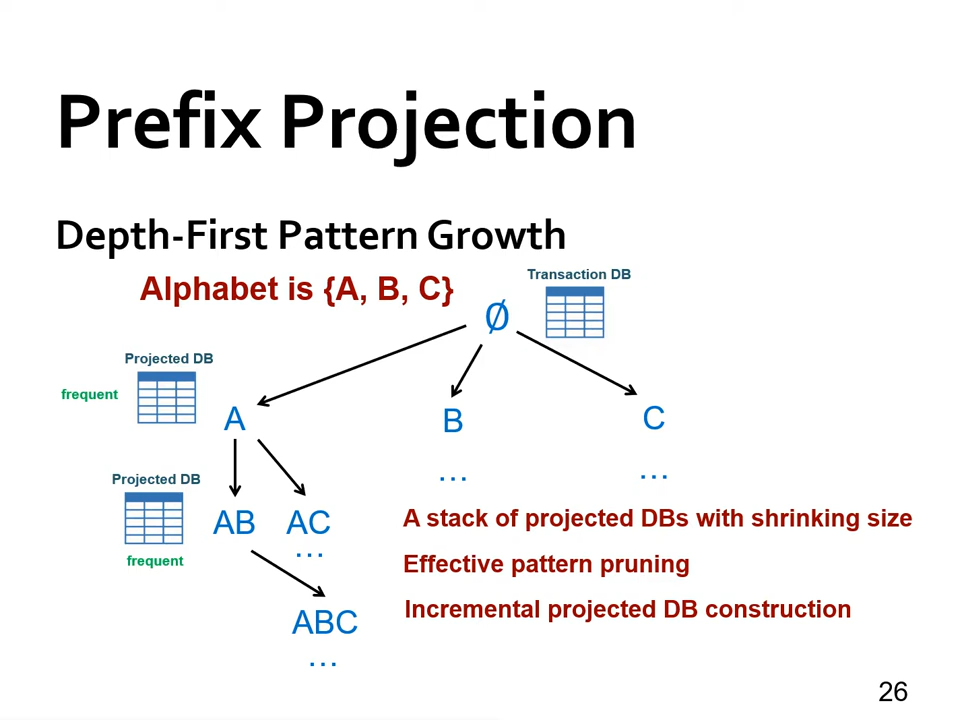 Prefix Projection
Depth-First Pattern Growth
Alphabet is {A, B, C}
Transaction DB
Ø
Projected DB
frequent
A
B
C
...
...
Projected DB
frequent
AB
AC
...
A stack of projected DBs with shrinking size
Effective pattern pruning
Incremental projected DB construction
ABC
...
26